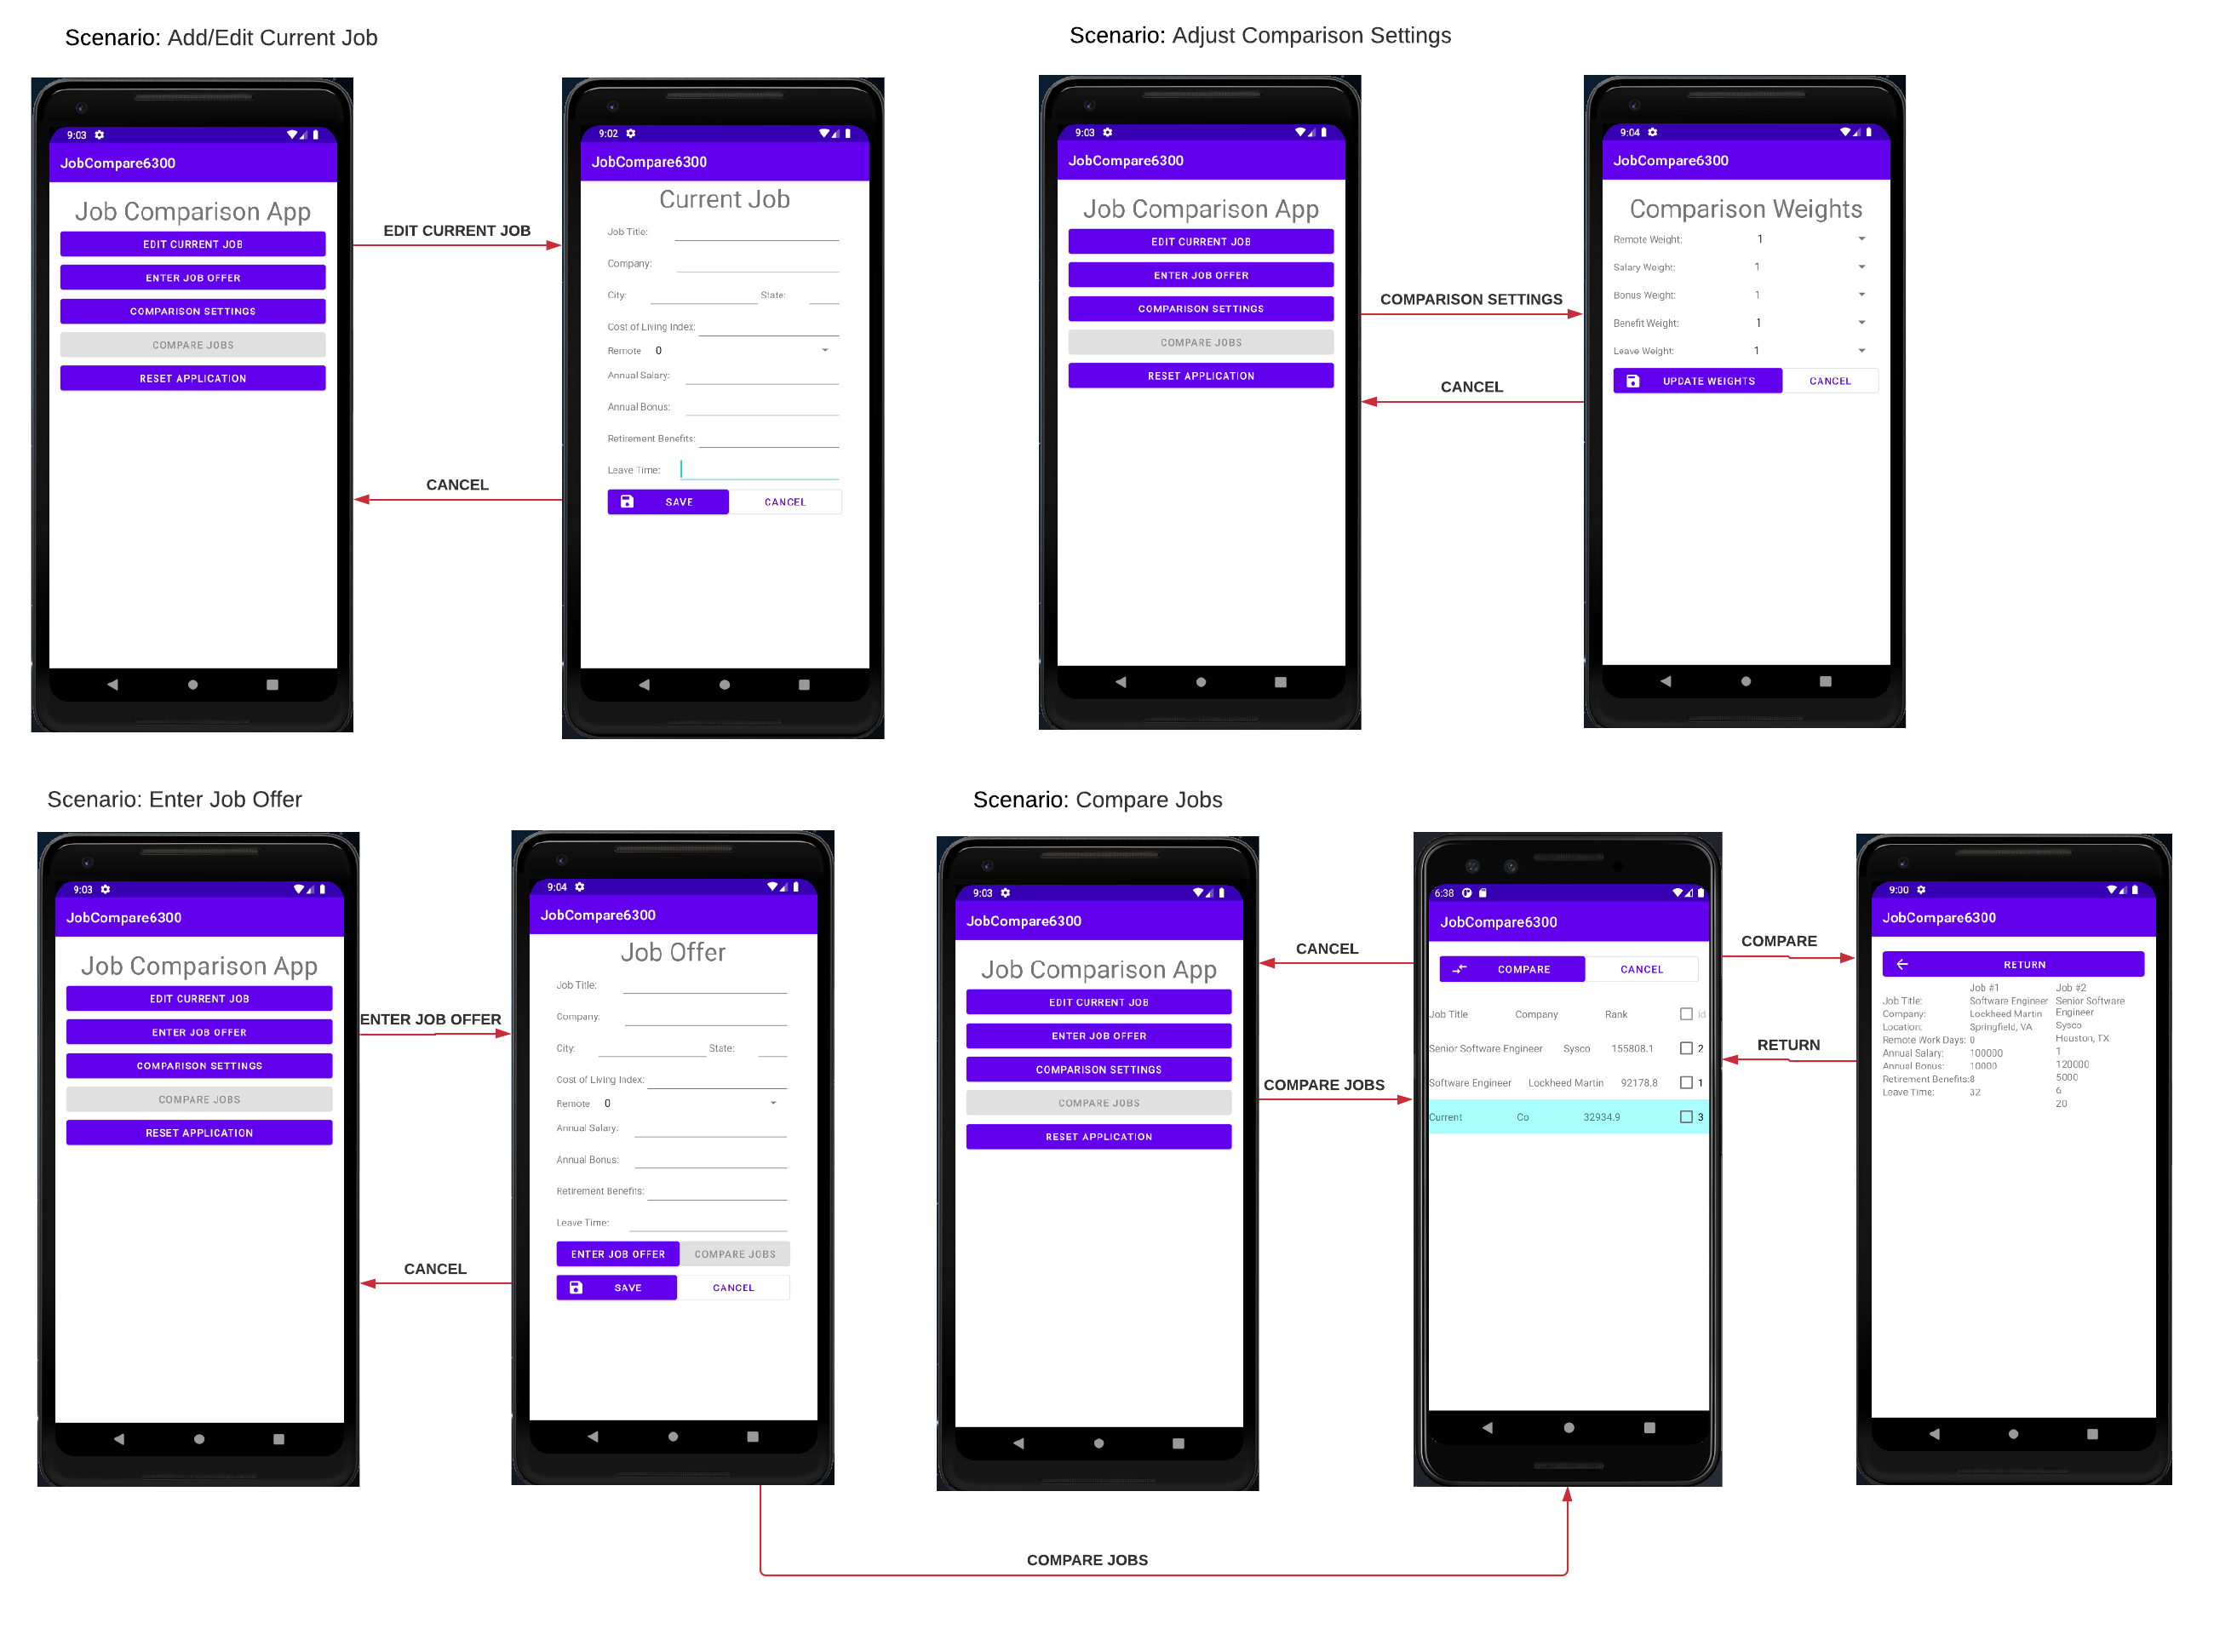 Scenario: Add/Edit Current Job
9:03
JobCompare6300
Job Comparison App
EDIT CURRENT JOB
ENTER JOB OFFER
COMPARISON SETTINGS
COMPARE JOBS
RESET APPLICATION
EDIT CURRENT JOB
CANCEL
9:02
JobCompare6300
Current Job
Job Title:
Company:
City: State:
Cost of Living Index:
Remote 0
Annual Salary:
Annual Bonus:
Retirement Benefits:
Leave Time:
SAVE CANCEL
Scenario: Adjust Comparison Settings
9:03
JobCompare6300
Job Comparison App
EDIT CURRENT JOB
ENTER JOB OFFER
COMPARISON SETTINGS
COMPARE JOBS
RESET APPLICATION
COMPARISON SETTINGS
CANCEL
9:04
JobCompare6300
Comparison Weights
Remote Weight: 1
Salary Weight: 1
Bonus Weight: 1
Benefit Weight: 1
Leave Weight: 1
UPDATE WEIGHTS CANCEL
Scenario: Enter Job Offer
9:03
JobCompare6300
Job Comparison App
EDIT CURRENT JOB
ENTER JOB OFFER
COMPARISON SETTINGS
COMPARE JOBS
RESET APPLICATION
ENTER JOB OFFER
CANCEL
9:04
JobCompare6300
Job Offer
Job Title:
Company:
City: State:
Cost of Living Index:
Remote 0
Annual Salary:
Annual Bonus:
Retirement Benefits:
Leave Time:
ENTER JOB OFFER COMPARE JOBS
SAVE CANCEL
COMPARE JOBS
Scenario: Compare Jobs
9:03
JobCompare6300
Job Comparison App
EDIT CURRENT JOB
ENTER JOB OFFER
COMPARISON SETTINGS
COMPARE JOBS
RESET APPLICATION
CANCEL
COMPARE JOBS
6:38
JobCompare6300
COMPARE CANCEL
Job Title Company Rank id
Senior Software Engineer Sysco 155808.1 2
Software Engineer Lockheed Martin 92178.8 1
Current Co 32934.9 3
COMPARE
RETURN
9:00
JobCompare6300
RETURN
Job #1 Job #2
Job Title: Software Engineer Senior Software
Company: Lockheed Martin Engineer
Location: Springfield, VA Sysco
Remote Work Days: 0 Houston, TX
Annual Salary: 100000 1
Annual Bonus: 10000 120000
Retirement Benefits: 8 5000
Leave Time: 32 6
20